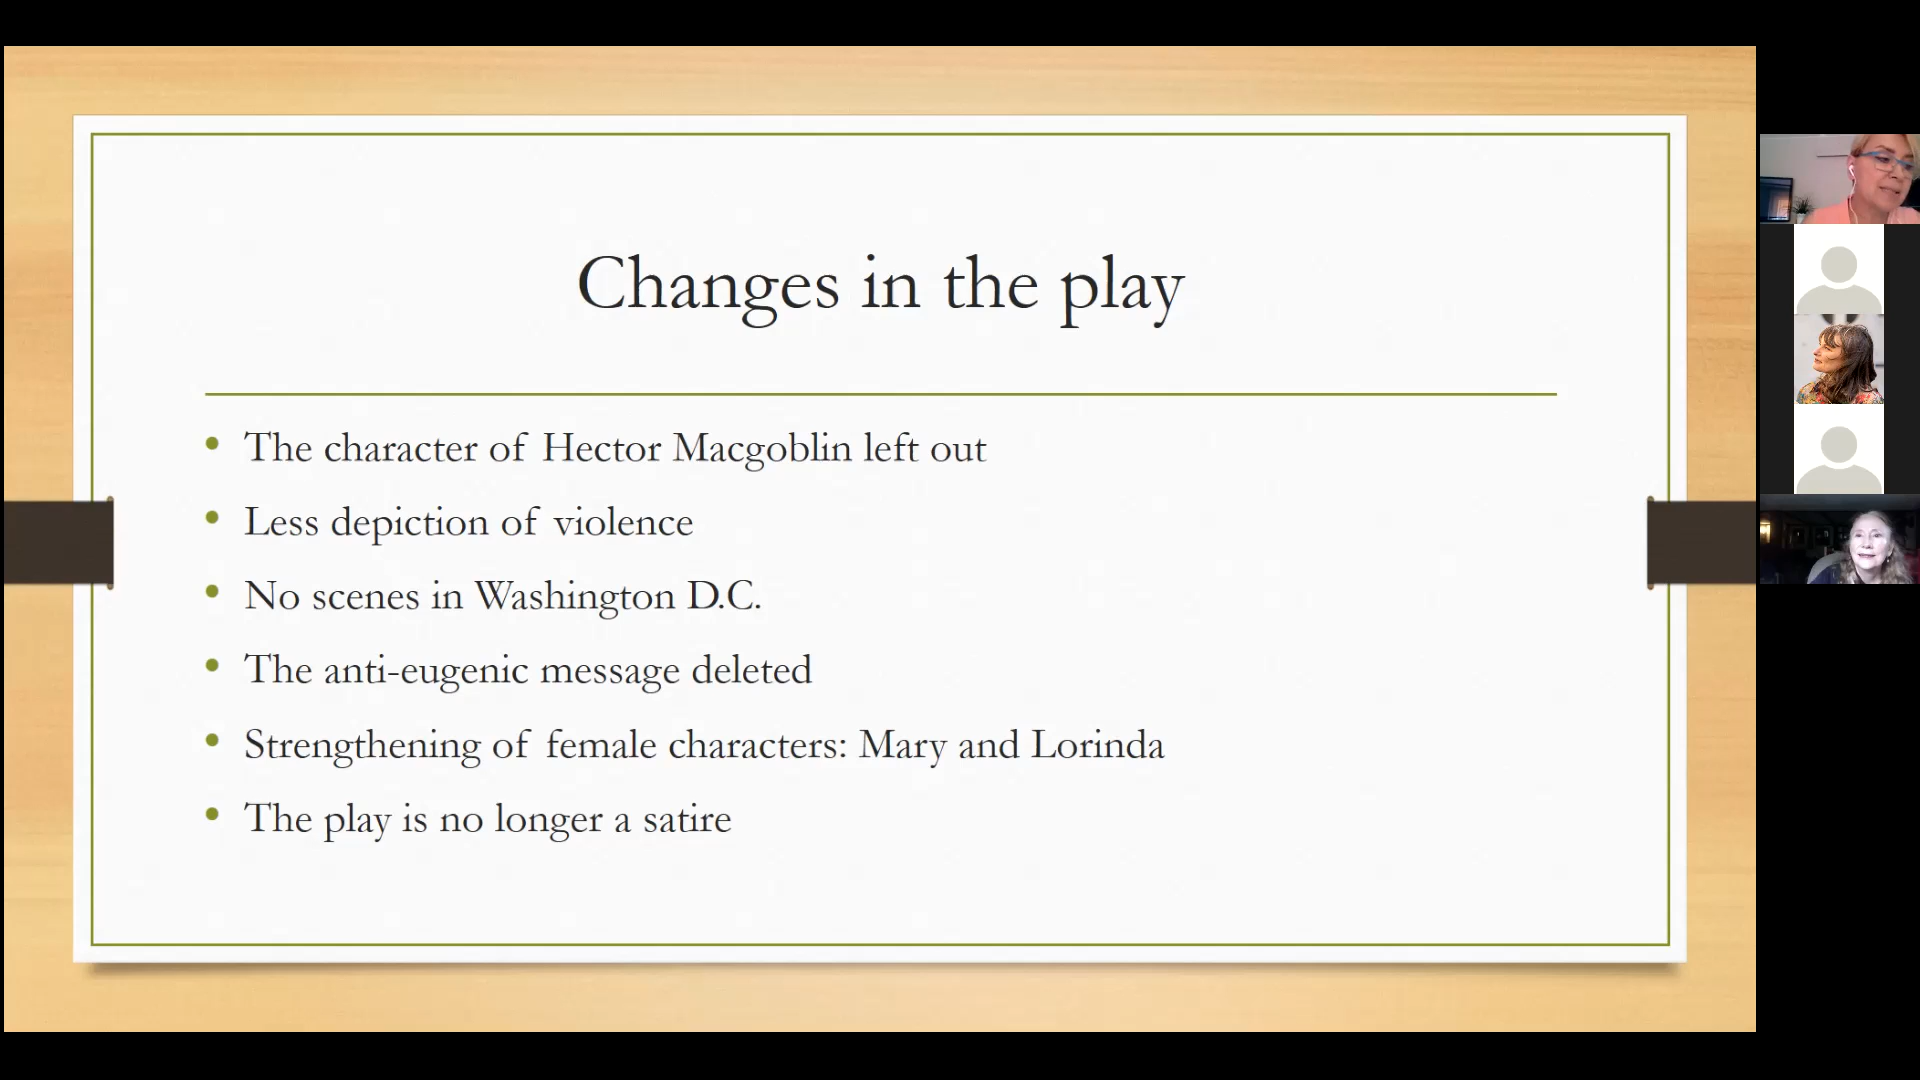 Changes in the play
• The character of Hector Macgoblin left out
• Less depiction of violence
• No scenes in Washington D.C.
• The anti-eugenic message deleted
• Strengthening of female characters: Mary and Lorinda
• The play is no longer a satire